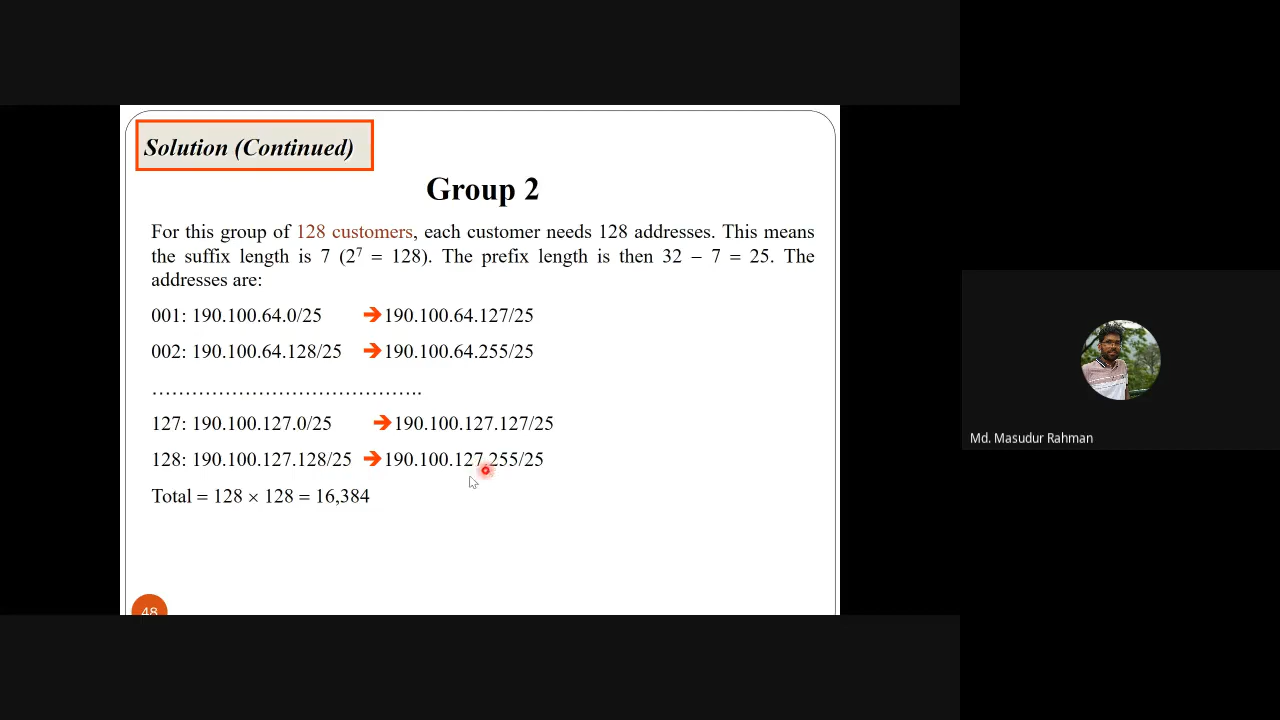 Solution (Continued)
Group 2
For this group of 128 customers, each customer needs 128 addresses. This means
the suffix length is 7 (2⁷ = 128). The prefix length is then 32 − 7 = 25. The
addresses are:
001: 190.100.64.0/25 ➔ 190.100.64.127/25
002: 190.100.64.128/25 ➔ 190.100.64.255/25
…………………………………..
127: 190.100.127.0/25 ➔ 190.100.127.127/25
128: 190.100.127.128/25 ➔ 190.100.127.255/25
Total = 128 × 128 = 16,384
48
Md. Masudur Rahman